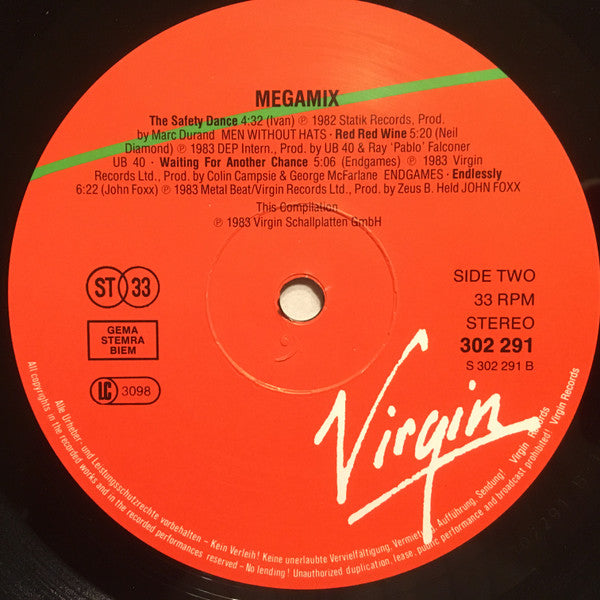 MEGAMIX
The Safety Dance 4:32 (Ivan) ℗ 1982 Statik Records, Prod.
by Marc Durand MEN WITHOUT HATS · Red Red Wine 5:20 (Neil
Diamond) ℗ 1983 DEP Intern., Prod. by UB 40 & Ray 'Pablo' Falconer
UB 40 · Waiting For Another Chance 5:06 (Endgames) ℗ 1983 Virgin
Records Ltd., Prod. by Colin Campsie & George McFarlane ENDGAMES · Endlessly
6:22 (John Foxx) ℗ 1983 Metal Beat/Virgin Records Ltd., Prod. by Zeus B. Held JOHN FOXX
This Compilation
℗ 1983 Virgin Schallplatten GmbH
ST 33
GEMA
STEMRA
BIEM
LC 3098
SIDE TWO
33 RPM
STEREO
302 291
S 302 291 B
Virgin
Alle Urheber- und Leistungsschutzrechte vorbehalten – Kein Verleih! Keine unerlaubte Vervielfältigung, Vermietung, Aufführung, Sendung! Virgin Records
All copyrights in the recorded works and in the recorded performances reserved – No lending! Unauthorized duplication, lease, public performance and broadcast prohibited! Virgin Records